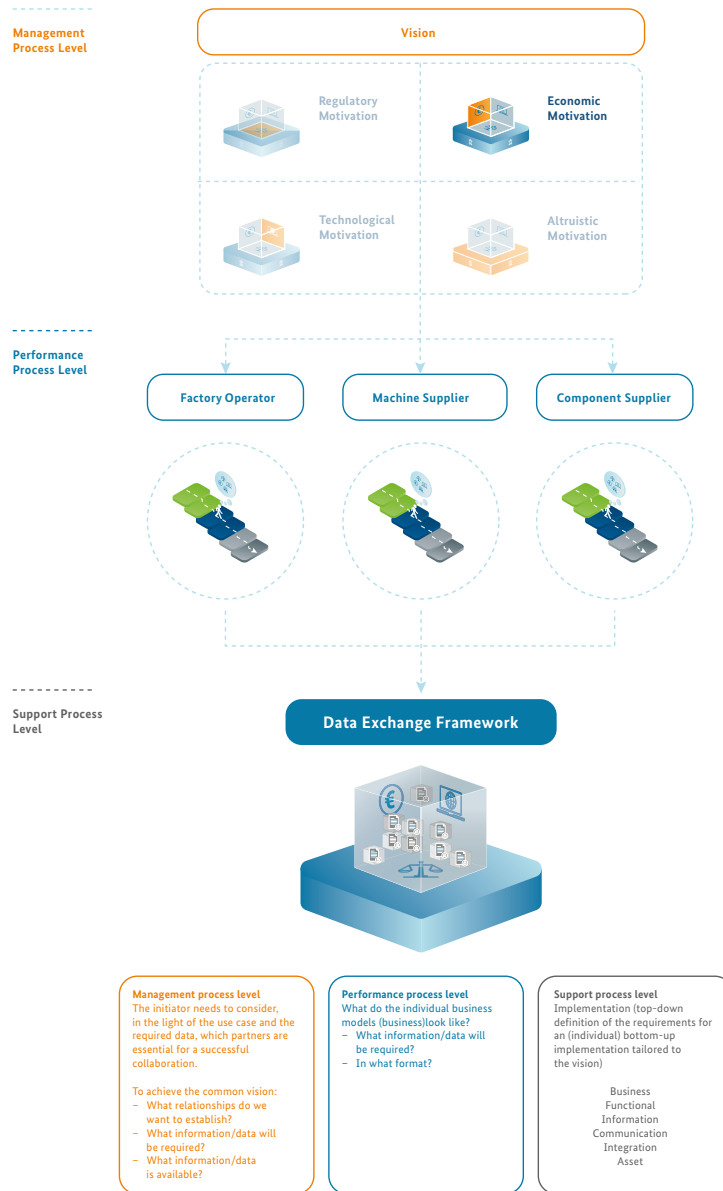 Management
Process Level
Vision
Regulatory
Motivation
Economic
Motivation
Technological
Motivation
Altruistic
Motivation
Performance
Process Level
Factory Operator
Machine Supplier
Component Supplier
Support Process
Level
Data Exchange Framework
€
Management process level
The initiator needs to consider,
in the light of the use case and the
required data, which partners are
essential for a successful
collaboration.
To achieve the common vision:
– What relationships do we
want to establish?
– What information/data will
be required?
– What information/data
is available?
Performance process level
What do the individual business
models (business)look like?
– What information/data will
be required?
– In what format?
Support process level
Implementation (top-down
definition of the requirements for
an (individual) bottom-up
implementation tailored to
the vision)
Business
Functional
Information
Communication
Integration
Asset